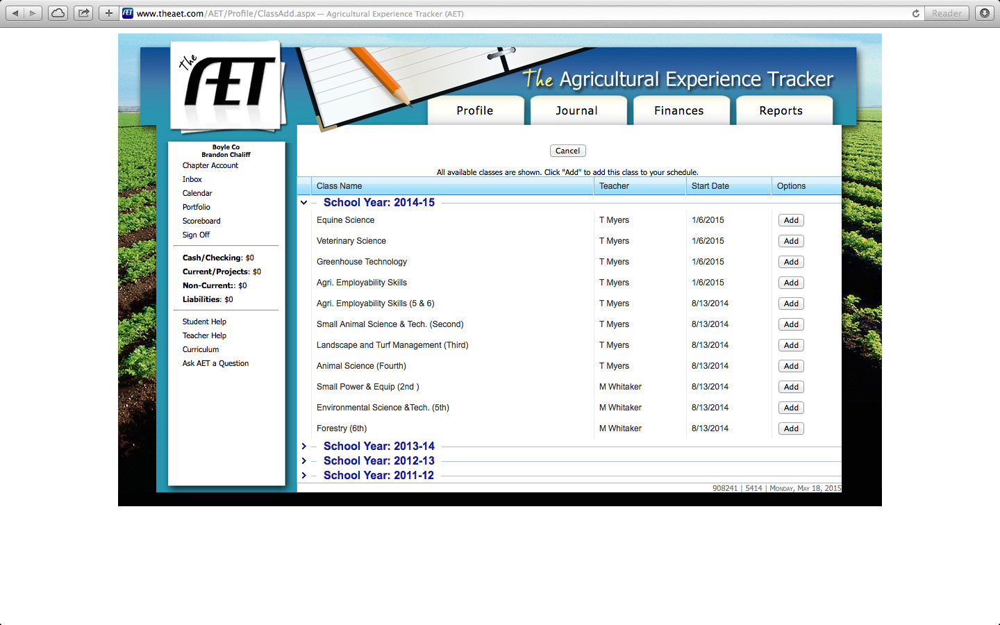 www.theaet.com/AET/Profile/ClassAdd.aspx — Agricultural Experience Tracker (AET)
Reader
The AET
The Agricultural Experience Tracker
Profile Journal Finances Reports
Boyle Co
Brandon Chaliff
Chapter Account
Inbox
Calendar
Portfolio
Scoreboard
Sign Off
Cash/Checking: $0
Current/Projects: $0
Non-Current:: $0
Liabilities: $0
Student Help
Teacher Help
Curriculum
Ask AET a Question
Cancel
All available classes are shown. Click "Add" to add this class to your schedule.
Class Name Teacher Start Date Options
School Year: 2014-15
Equine Science T Myers 1/6/2015 Add
Veterinary Science T Myers 1/6/2015 Add
Greenhouse Technology T Myers 1/6/2015 Add
Agri. Employability Skills T Myers 1/6/2015 Add
Agri. Employability Skills (5 & 6) T Myers 8/13/2014 Add
Small Animal Science & Tech. (Second) T Myers 8/13/2014 Add
Landscape and Turf Management (Third) T Myers 8/13/2014 Add
Animal Science (Fourth) T Myers 8/13/2014 Add
Small Power & Equip (2nd ) M Whitaker 8/13/2014 Add
Environmental Science &Tech. (5th) M Whitaker 8/13/2014 Add
Forestry (6th) M Whitaker 8/13/2014 Add
School Year: 2013-14
School Year: 2012-13
School Year: 2011-12
908241 | 5414 | Monday, May 18, 2015